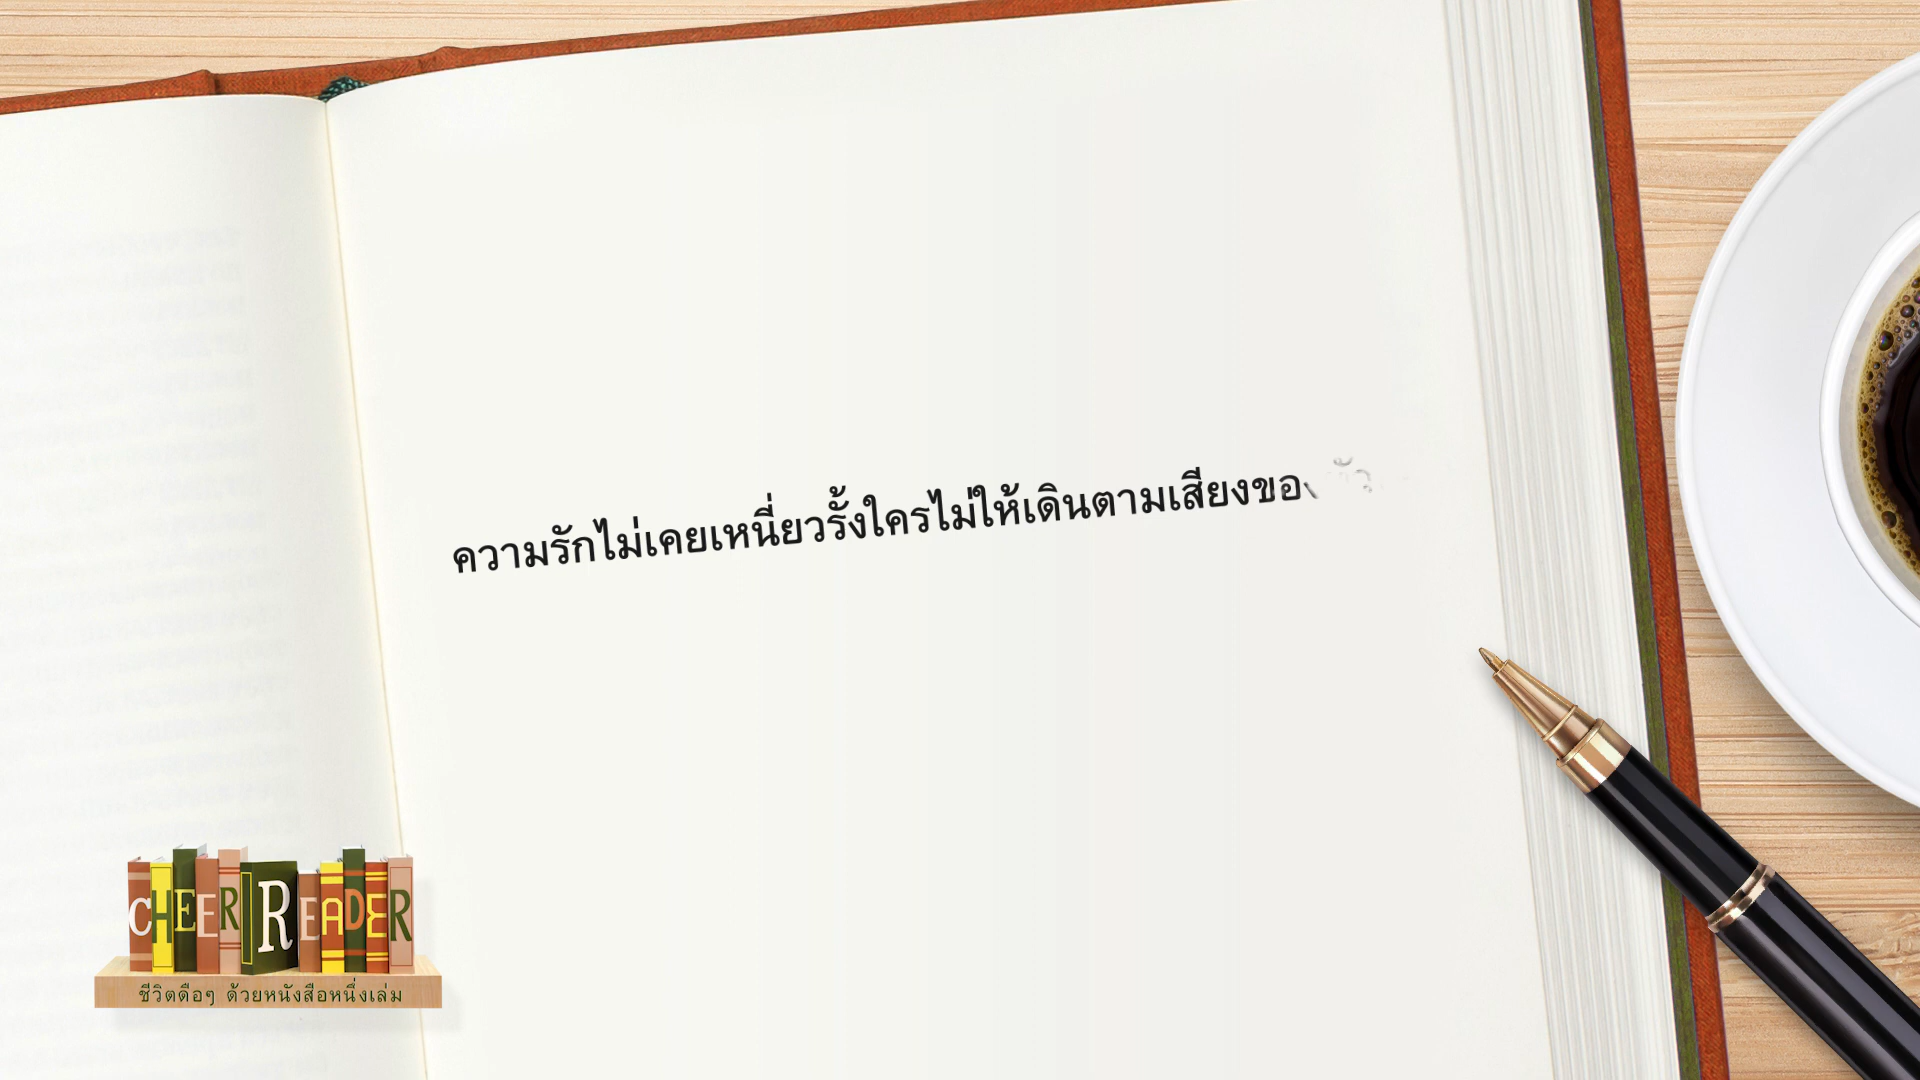 ความรักไม่เคยเหนี่ยวรั้งใครไม่ให้เดินตามเสียงของ
CHEER READER
ชีวิตดีอๆ ด้วยหนังสือหนึ่งเล่ม